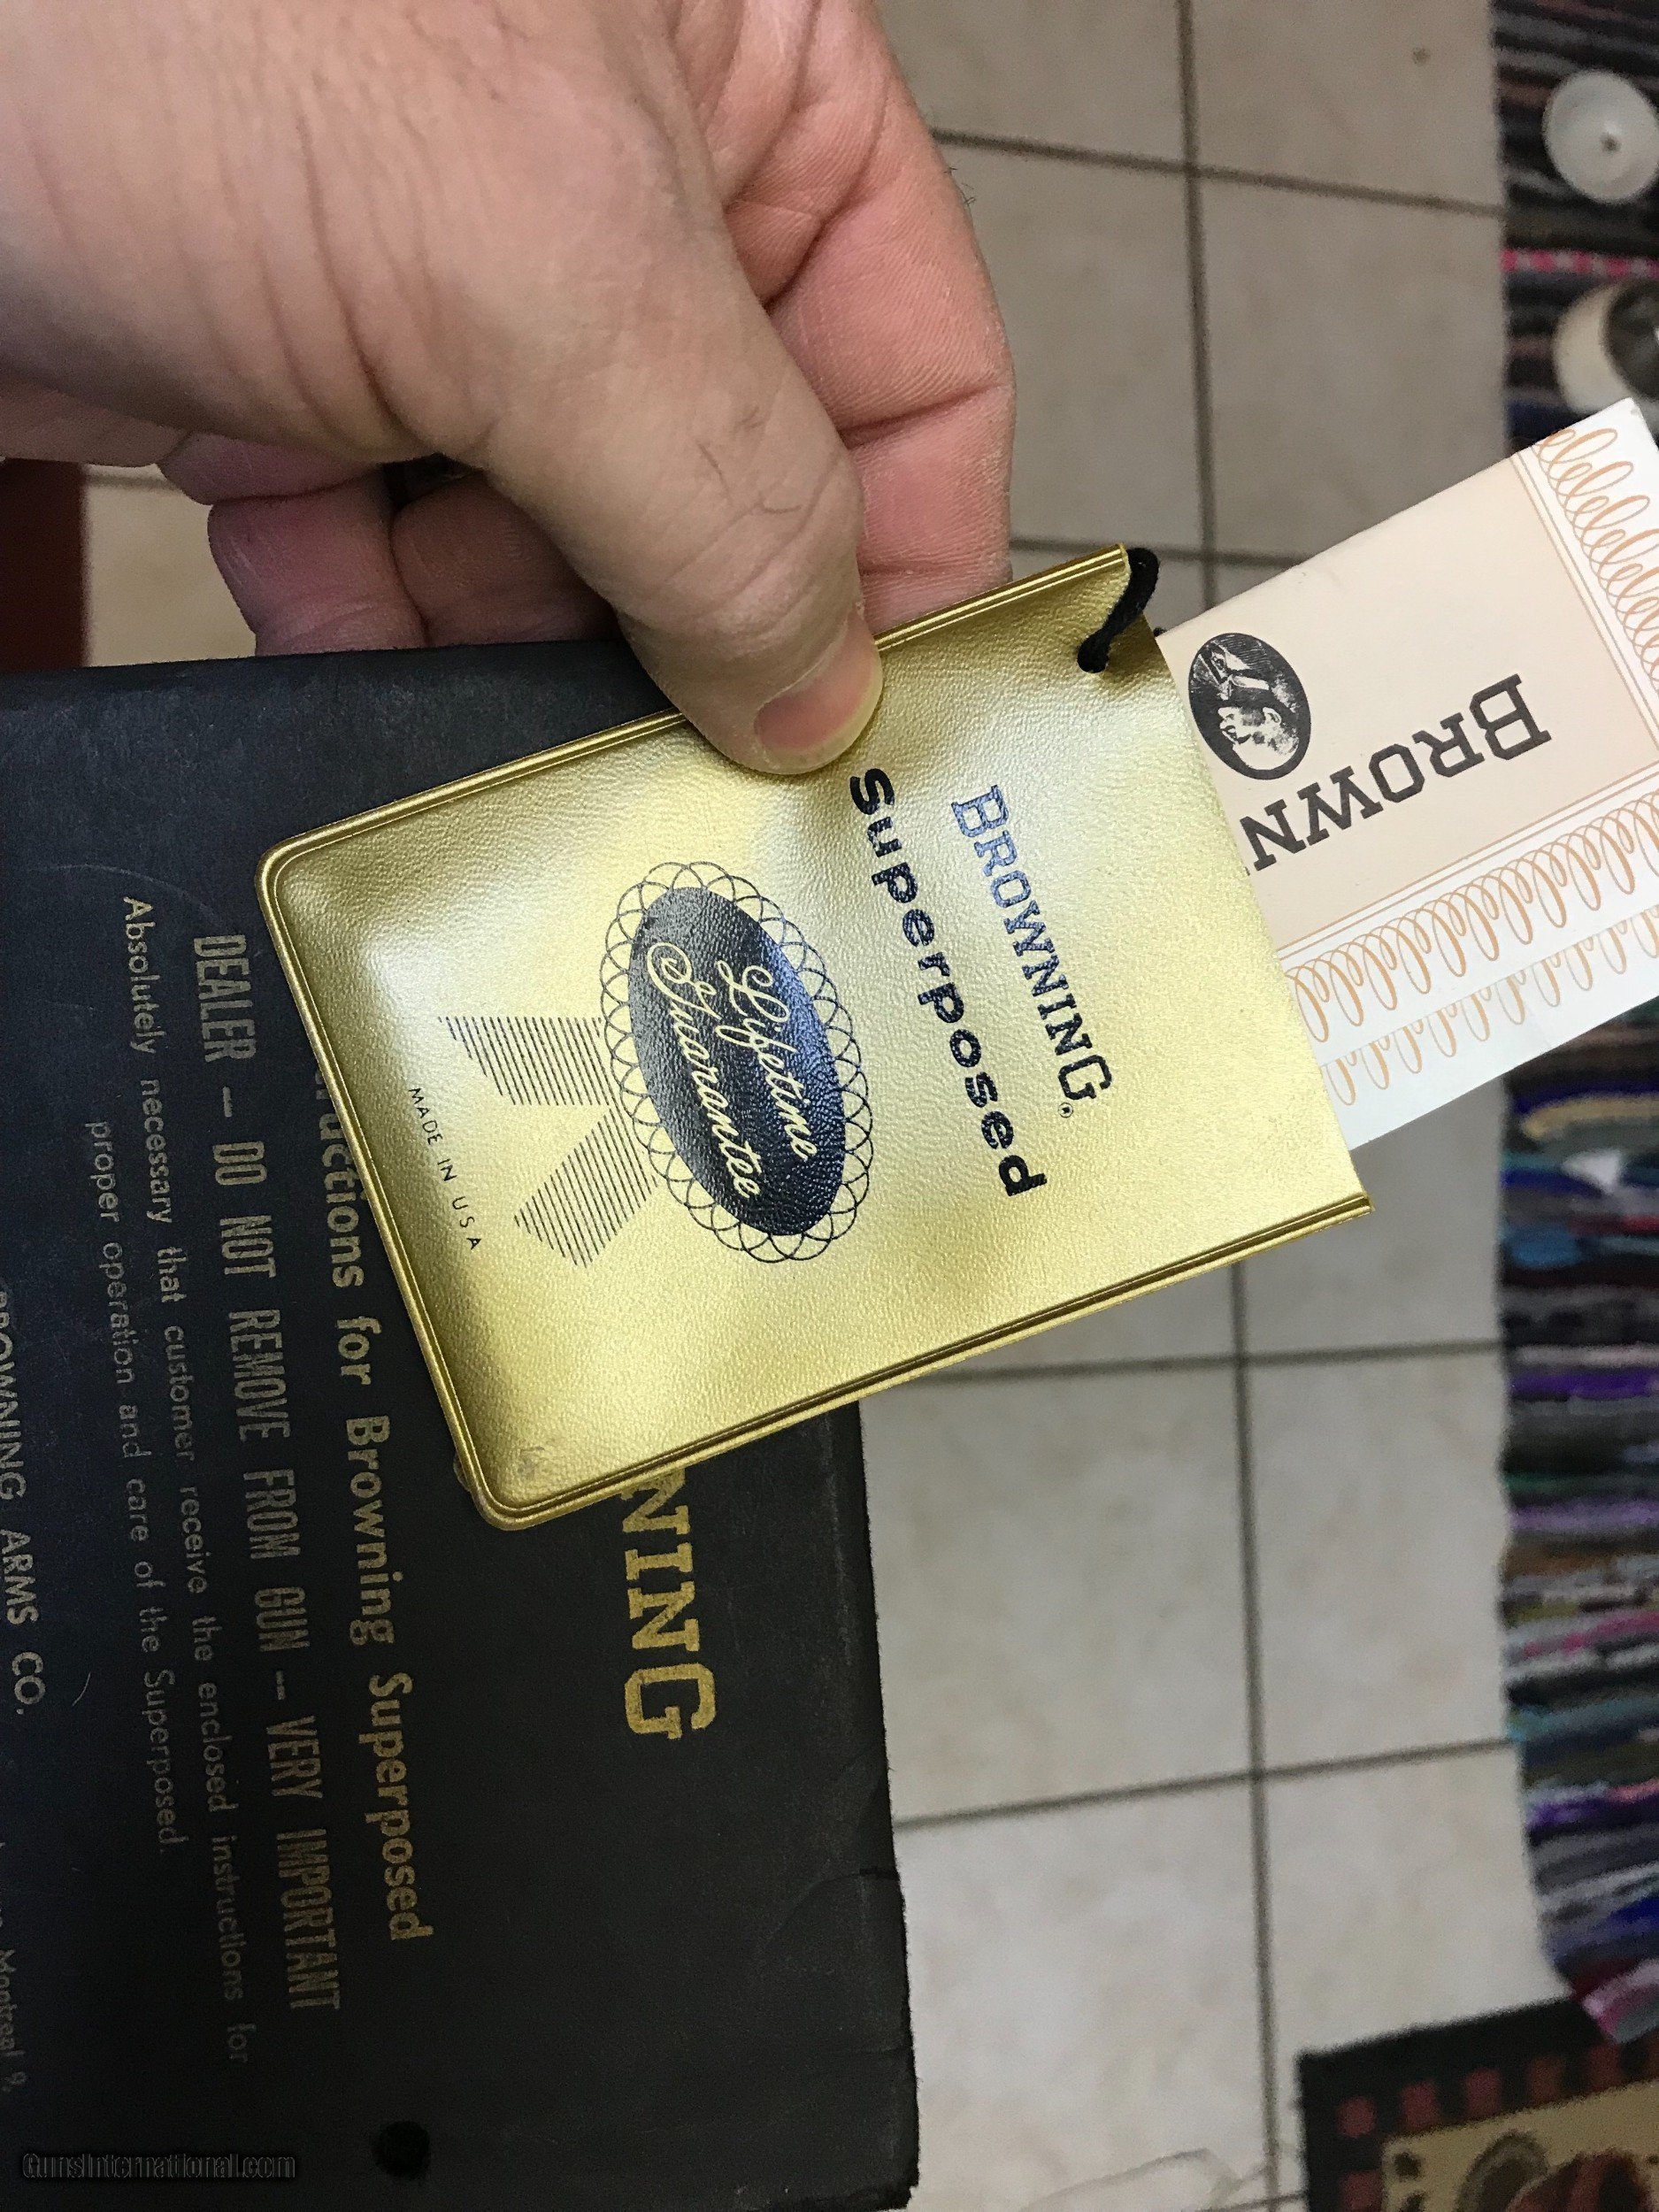 BROWNING®
Superposed
Lifetime
Guarantee
MADE IN USA
BROWN
NING
for Browning Superposed
DEALER – DO NOT REMOVE FROM GUN -- VERY IMPORTANT
Absolutely necessary that customer receive the enclosed instructions for
proper operation and care of the Superposed.
BROWNING ARMS CO.
Montreal 9,
GunsInternational.com